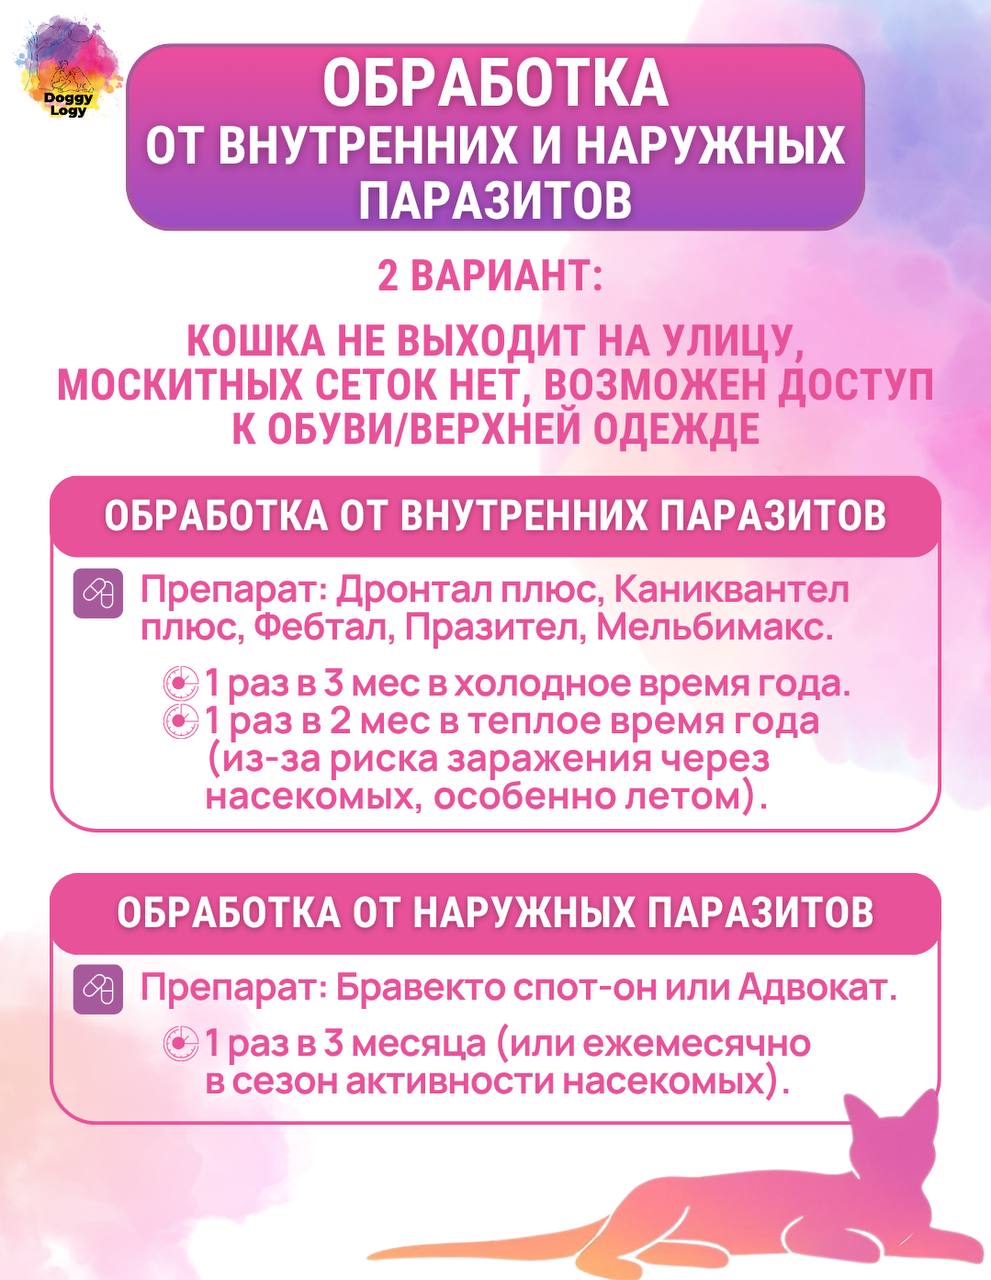 Doggy
Logy
ОБРАБОТКА
ОТ ВНУТРЕННИХ И НАРУЖНЫХ
ПАРАЗИТОВ
2 ВАРИАНТ:
КОШКА НЕ ВЫХОДИТ НА УЛИЦУ,
МОСКИТНЫХ СЕТОК НЕТ, ВОЗМОЖЕН ДОСТУП
К ОБУВИ/ВЕРХНЕЙ ОДЕЖДЕ
ОБРАБОТКА ОТ ВНУТРЕННИХ ПАРАЗИТОВ
Препарат: Дронтал плюс, Каниквантел
плюс, Фебтал, Празител, Мельбимакс.
1 раз в 3 мес в холодное время года.
1 раз в 2 мес в теплое время года
(из-за риска заражения через
насекомых, особенно летом).
ОБРАБОТКА ОТ НАРУЖНЫХ ПАРАЗИТОВ
Препарат: Бравекто спот-он или Адвокат.
1 раз в 3 месяца (или ежемесячно
в сезон активности насекомых).